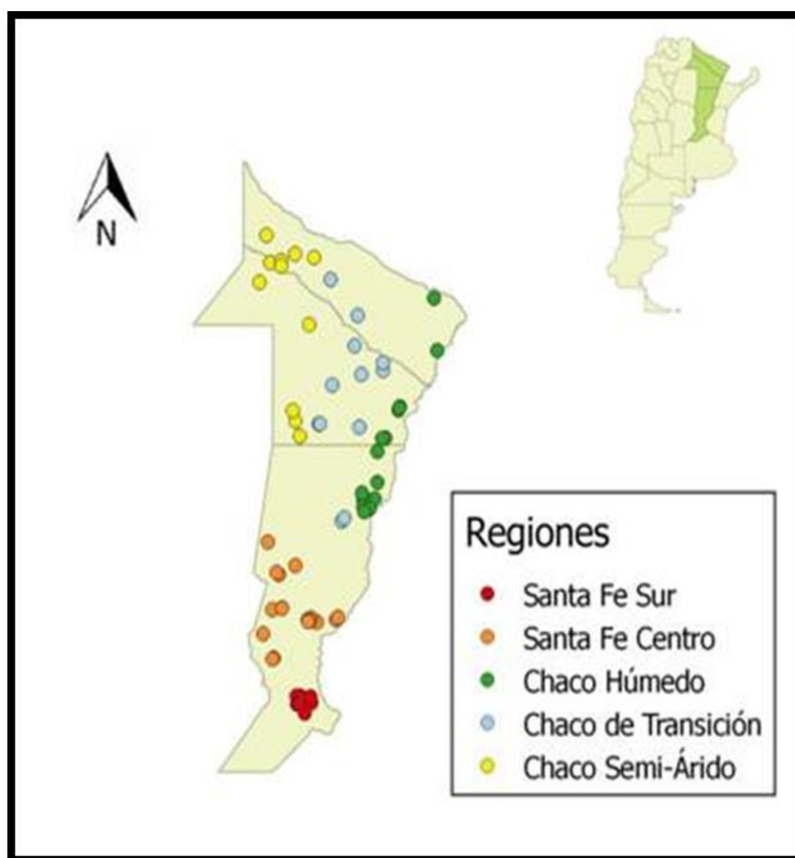 N
Regiones
Santa Fe Sur
Santa Fe Centro
Chaco Húmedo
Chaco de Transición
Chaco Semi-Árido